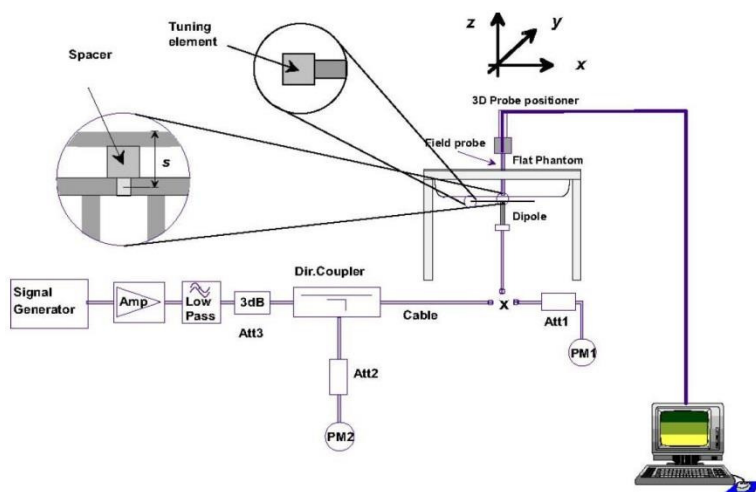 Tuning
element
Spacer
s
z
y
x
3D Probe positioner
Field probe
Flat Phantom
Dipole
Dir.Coupler
Signal
Generator
Amp
Low
Pass
3dB
Att3
Cable
x
Att1
PM1
Att2
PM2